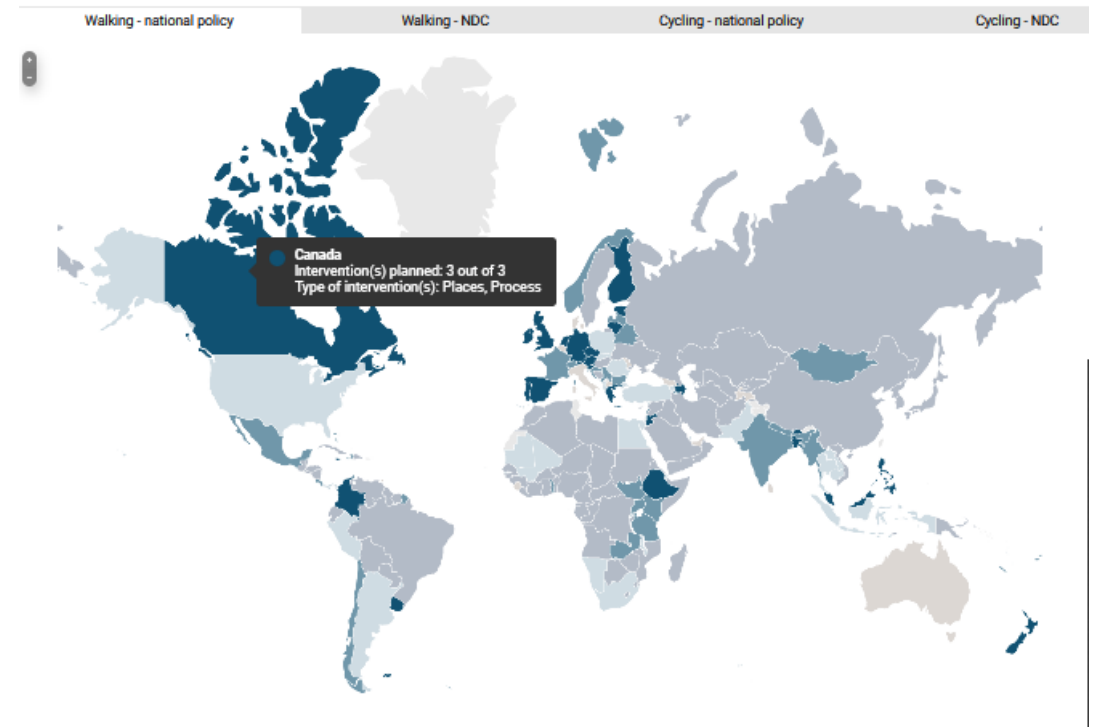 Walking - national policy
Walking - NDC
Cycling - national policy
Cycling - NDC
+
-
Canada
Intervention(s) planned: 3 out of 3
Type of intervention(s): Places, Process